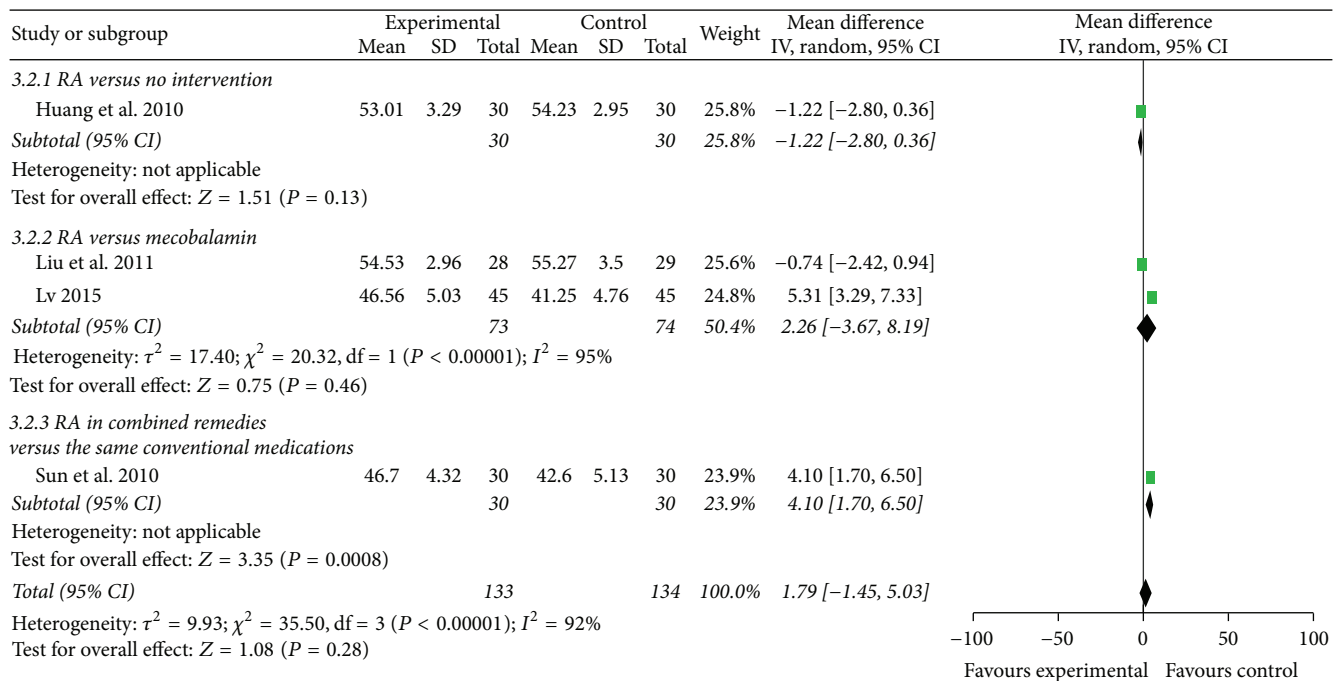 Study or subgroup Experimental Control Weight Mean difference Mean difference
Mean SD Total Mean SD Total IV, random, 95% CI IV, random, 95% CI
3.2.1 RA versus no intervention
Huang et al. 2010 53.01 3.29 30 54.23 2.95 30 25.8% −1.22 [−2.80, 0.36]
Subtotal (95% CI) 30 30 25.8% −1.22 [−2.80, 0.36]
Heterogeneity: not applicable
Test for overall effect: Z = 1.51 (P = 0.13)
3.2.2 RA versus mecobalamin
Liu et al. 2011 54.53 2.96 28 55.27 3.5 29 25.6% −0.74 [−2.42, 0.94]
Lv 2015 46.56 5.03 45 41.25 4.76 45 24.8% 5.31 [3.29, 7.33]
Subtotal (95% CI) 73 74 50.4% 2.26 [−3.67, 8.19]
Heterogeneity: τ² = 17.40; χ² = 20.32, df = 1 (P < 0.00001); I² = 95%
Test for overall effect: Z = 0.75 (P = 0.46)
3.2.3 RA in combined remedies
versus the same conventional medications
Sun et al. 2010 46.7 4.32 30 42.6 5.13 30 23.9% 4.10 [1.70, 6.50]
Subtotal (95% CI) 30 30 23.9% 4.10 [1.70, 6.50]
Heterogeneity: not applicable
Test for overall effect: Z = 3.35 (P = 0.0008)
Total (95% CI) 133 134 100.0% 1.79 [−1.45, 5.03]
Heterogeneity: τ² = 9.93; χ² = 35.50, df = 3 (P < 0.00001); I² = 92%
Test for overall effect: Z = 1.08 (P = 0.28)
−100 −50 0 50 100
Favours experimental Favours control